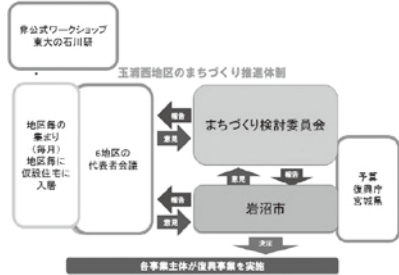 非公式ワークショップ
東大の石川研
玉浦西地区のまちづくり推進体制
地区毎の
集まり
(毎月)
地区毎に
仮設住宅に
入居
6地区の
代表者会議
報告
意見
まちづくり検討委員会
意見
報告
報告
意見
岩沼市
予算
復興庁
宮城県
決定
各事業主体が復興事業を実施